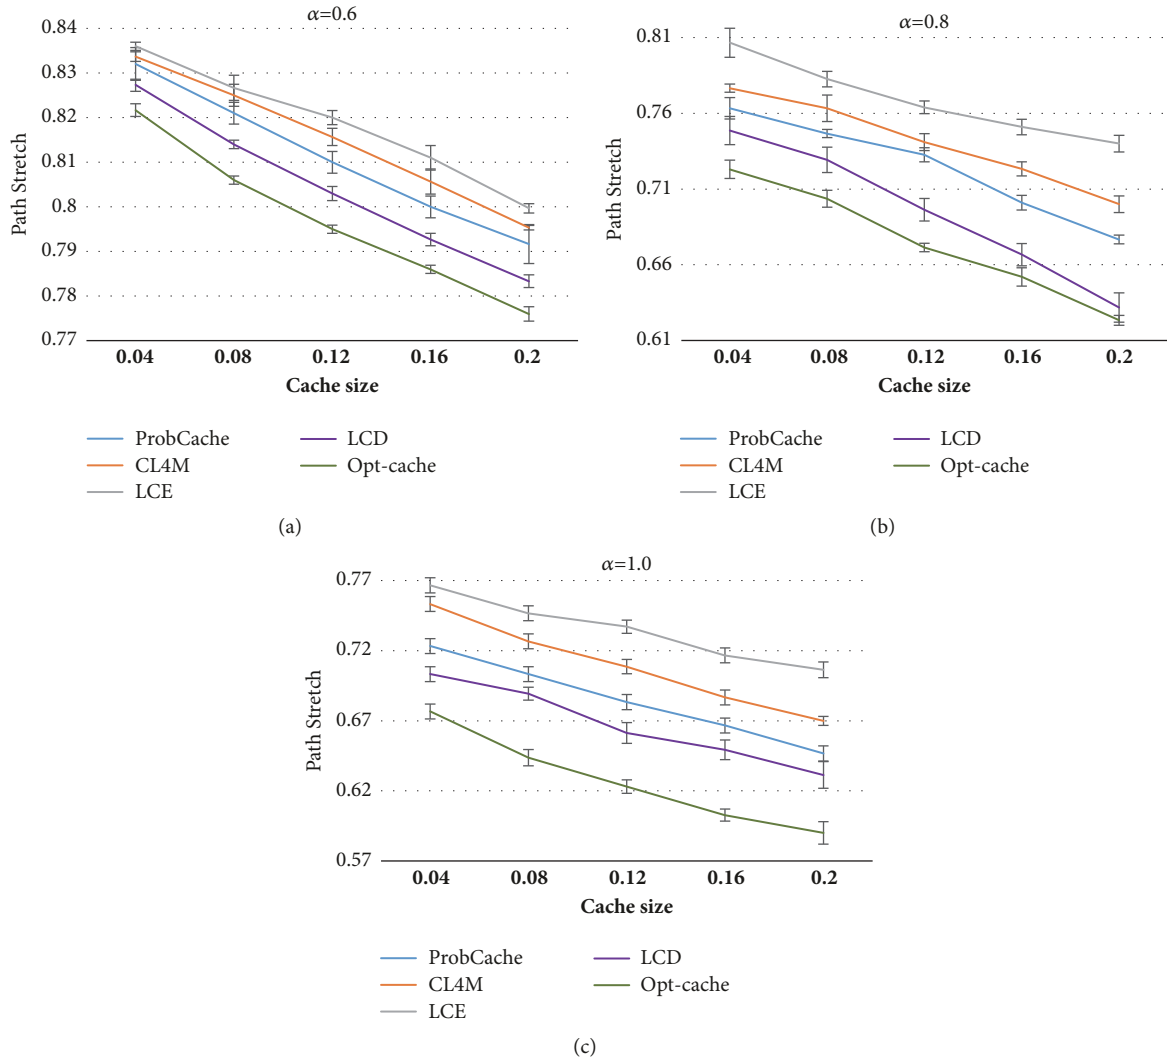 α=0.6
0.84
0.83
0.82
0.81
0.8
0.79
0.78
0.77
Path Stretch
0.04 0.08 0.12 0.16 0.2
Cache size
ProbCache
CL4M
LCE
LCD
Opt-cache
(a)
α=0.8
0.81
0.76
0.71
0.66
0.61
Path Stretch
0.04 0.08 0.12 0.16 0.2
Cache size
ProbCache
CL4M
LCE
LCD
Opt-cache
(b)
α=1.0
0.77
0.72
0.67
0.62
0.57
Path Stretch
0.04 0.08 0.12 0.16 0.2
Cache size
ProbCache
CL4M
LCE
LCD
Opt-cache
(c)